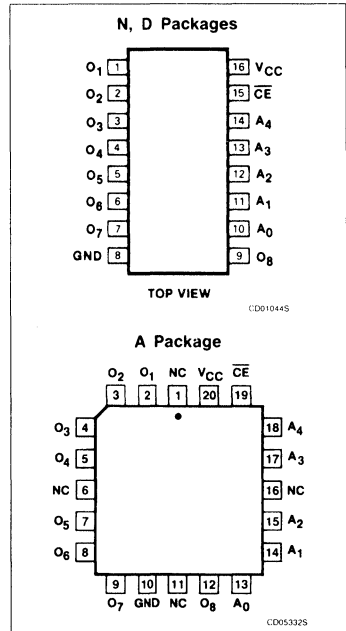 N, D Packages
O1 1 16 VCC
O2 2 15 CE
O3 3 14 A4
O4 4 13 A3
O5 5 12 A2
O6 6 11 A1
O7 7 10 A0
GND 8 9 O8
TOP VIEW
CD01044S
A Package
O2 O1 NC VCC CE
3 2 1 20 19
O3 4 18 A4
O4 5 17 A3
NC 6 16 NC
O5 7 15 A2
O6 8 14 A1
9 10 11 12 13
O7 GND NC O8 A0
CD05332S